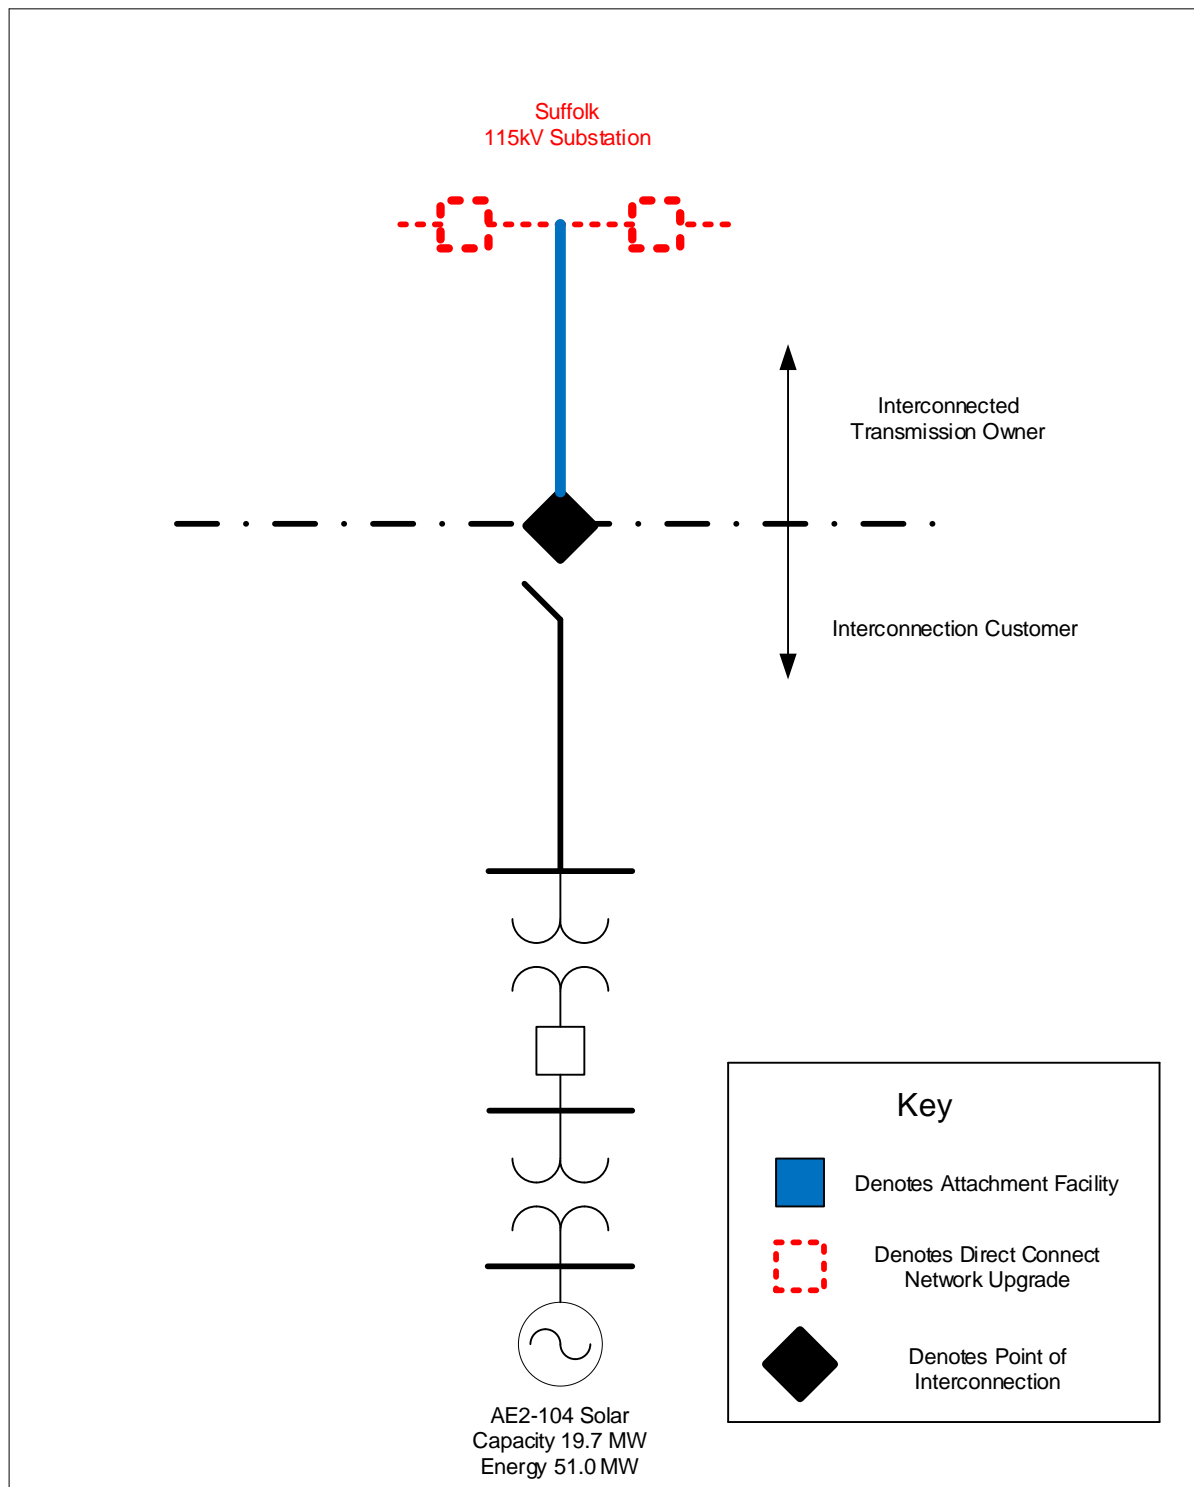 Suffolk
115kV Substation
Interconnected
Transmission Owner
Interconnection Customer
Key
Denotes Attachment Facility
Denotes Direct Connect
Network Upgrade
Denotes Point of
Interconnection
AE2-104 Solar
Capacity 19.7 MW
Energy 51.0 MW